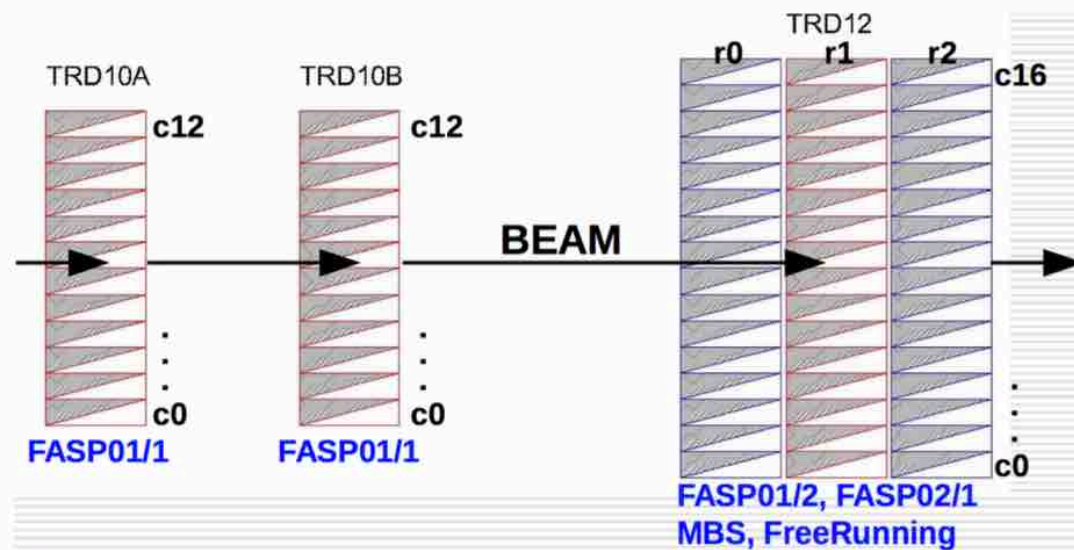 TRD12
r0 r1 r2
TRD10A TRD10B
c16
c12 c12
BEAM
c0 c0
c0
FASP01/1 FASP01/1
FASP01/2, FASP02/1
MBS, FreeRunning